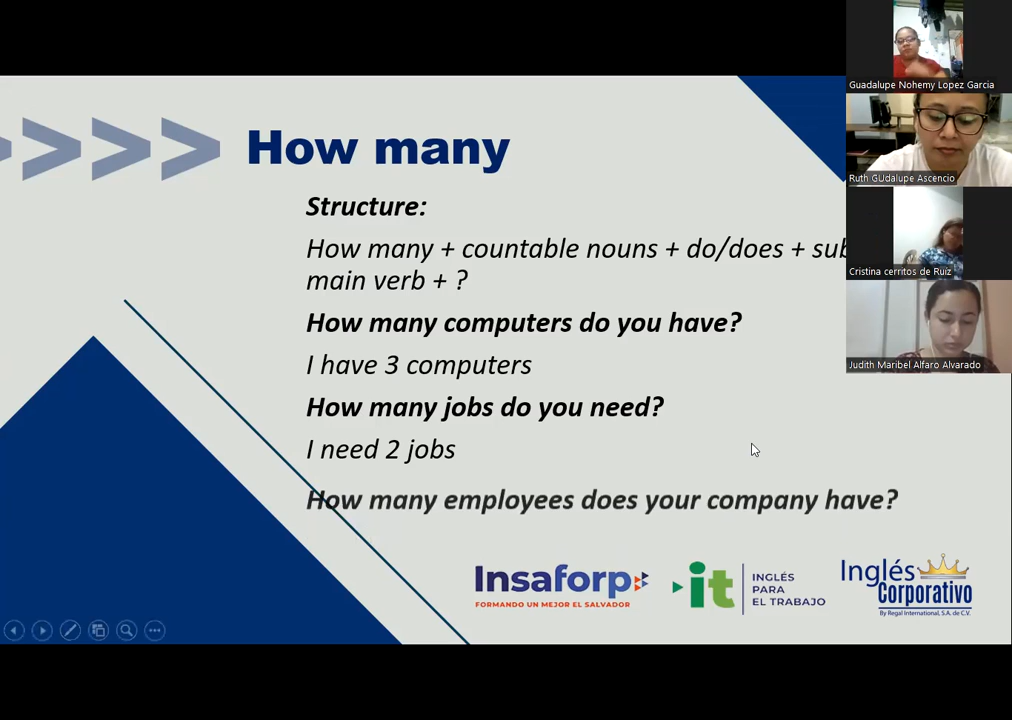 How many
Structure:
How many + countable nouns + do/does + sub
main verb + ?
How many computers do you have?
I have 3 computers
How many jobs do you need?
I need 2 jobs
How many employees does your company have?
Insaforp
FORMANDO UN MEJOR EL SALVADOR
it
INGLÉS
PARA
EL TRABAJO
Inglés
Corporativo
By Regal International, S.A. de C.V.
Guadalupe Nohemy Lopez Garcia
Ruth GUdalupe Ascencio
Cristina cerritos de Ruiz
Judith Maribel Alfaro Alvarado